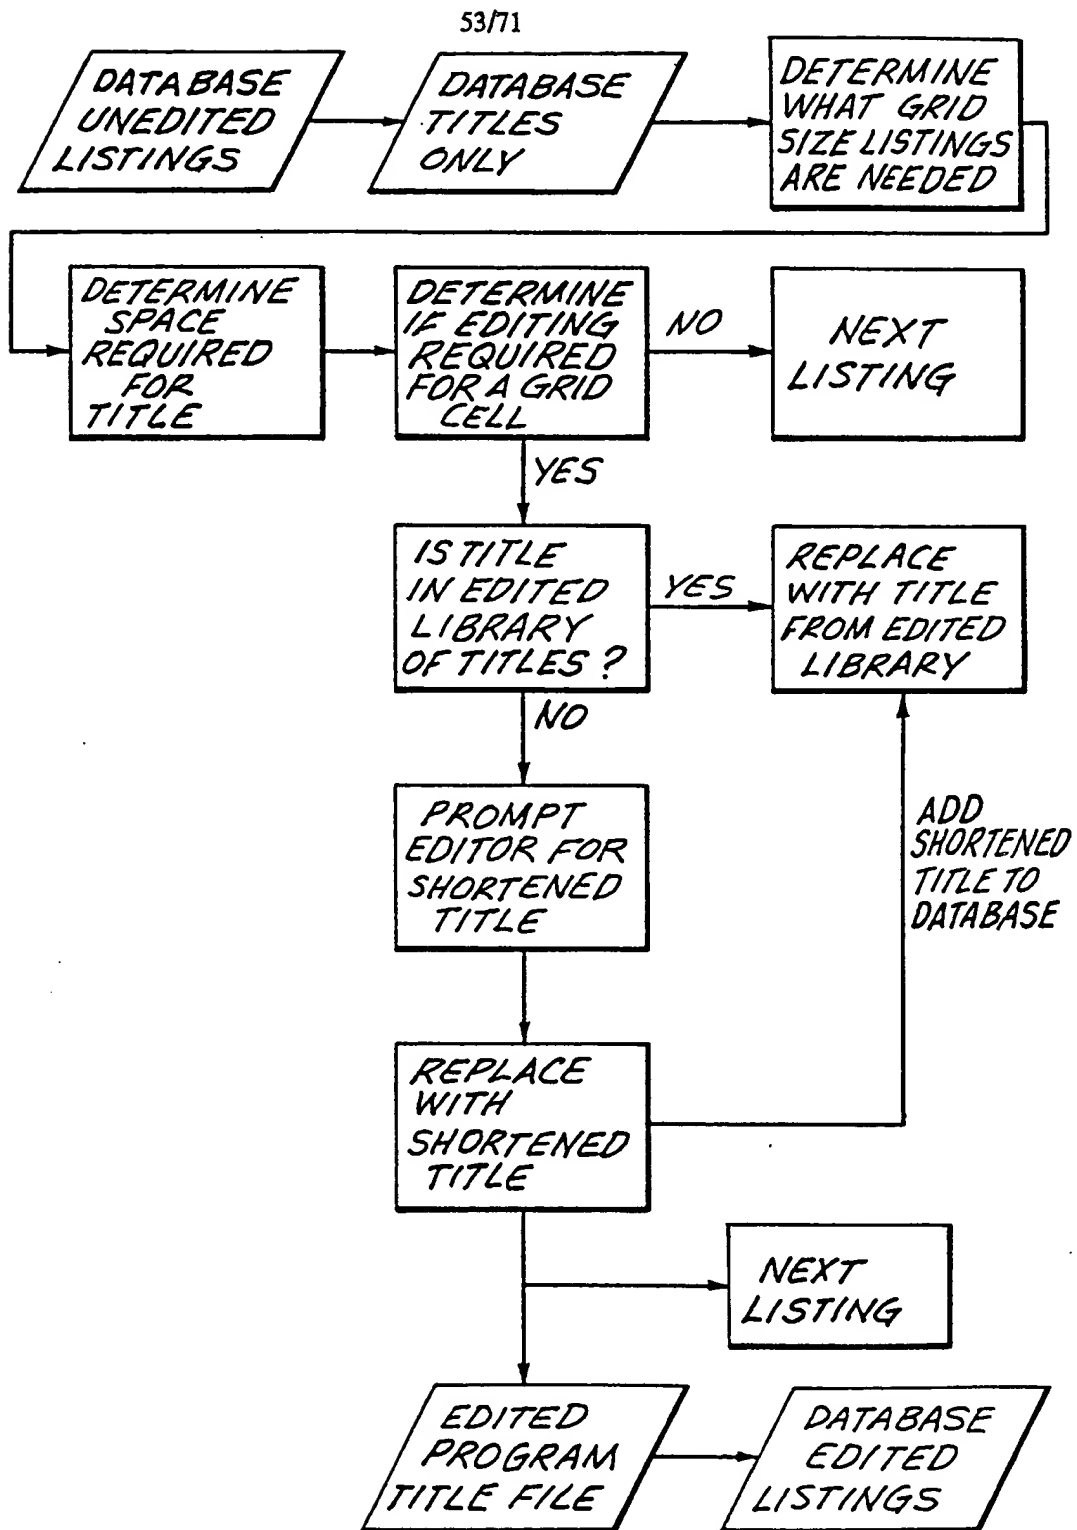 53/71
DATABASE
UNEDITED
LISTINGS
DATABASE
TITLES
ONLY
DETERMINE
WHAT GRID
SIZE LISTINGS
ARE NEEDED
DETERMINE
SPACE
REQUIRED
FOR
TITLE
DETERMINE
IF EDITING
REQUIRED
FOR A GRID
CELL
NO
NEXT
LISTING
YES
IS TITLE
IN EDITED
LIBRARY
OF TITLES?
YES
REPLACE
WITH TITLE
FROM EDITED
LIBRARY
NO
PROMPT
EDITOR FOR
SHORTENED
TITLE
ADD
SHORTENED
TITLE TO
DATABASE
REPLACE
WITH
SHORTENED
TITLE
NEXT
LISTING
EDITED
PROGRAM
TITLE FILE
DATABASE
EDITED
LISTINGS